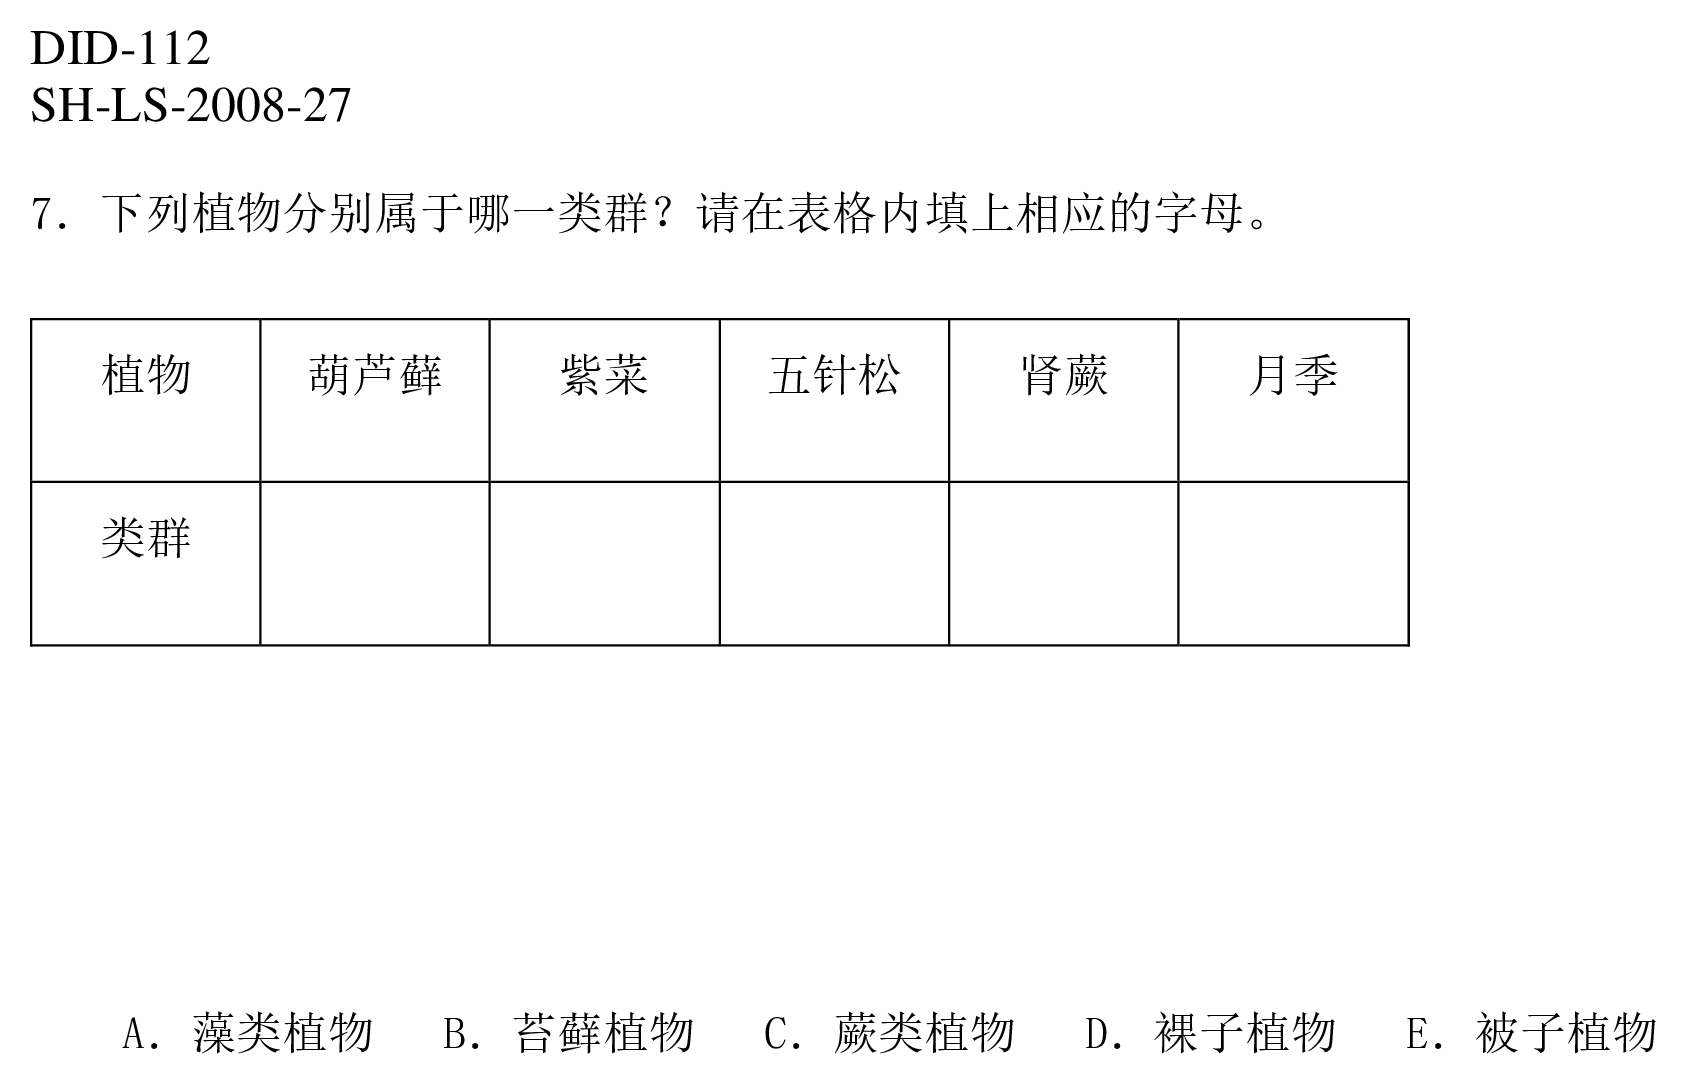 DID-112
SH-LS-2008-27
7. 下列植物分别属于哪一类群？请在表格内填上相应的字母。
植物 葫芦藓 紫菜 五针松 肾蕨 月季
类群
A. 藻类植物 B. 苔藓植物 C. 蕨类植物 D. 裸子植物 E. 被子植物